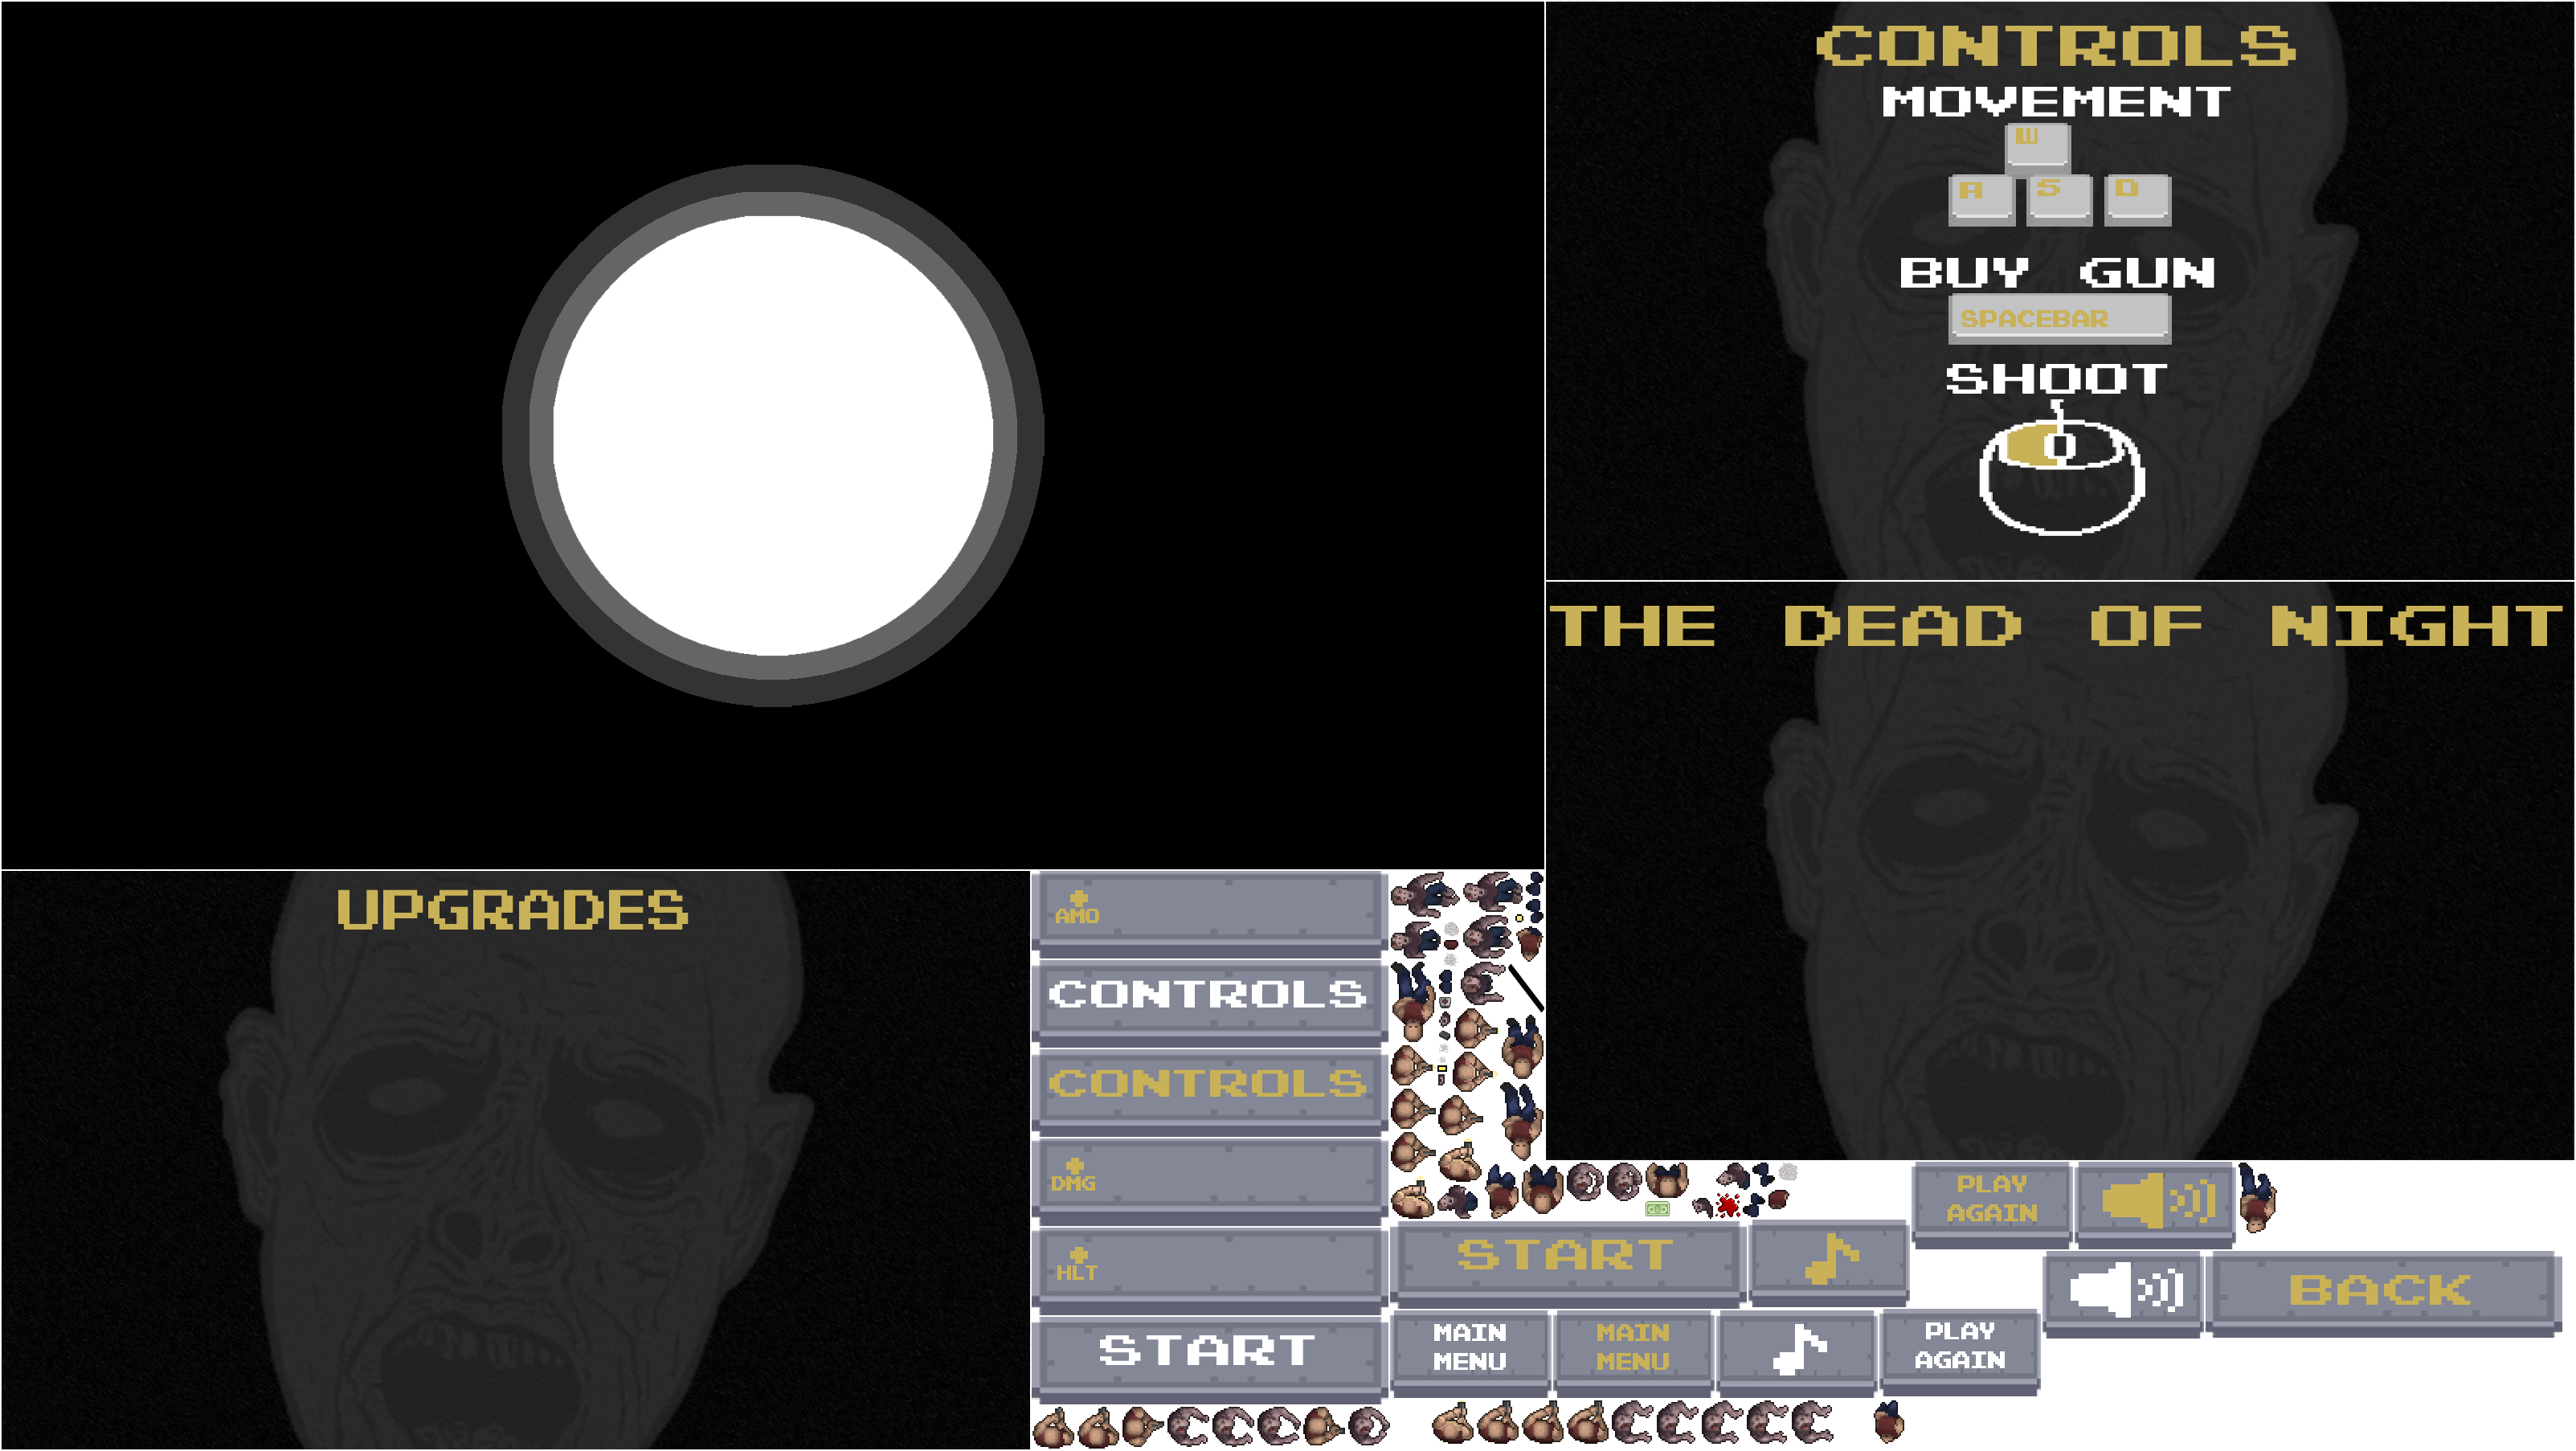 CONTROLS
MOVEMENT
W
A S D
BUY GUN
SPACEBAR
SHOOT
THE DEAD OF NIGHT
UPGRADES
AMO
CONTROLS
CONTROLS
DMG
HLT
START
START
MAIN
MENU
MAIN
MENU
PLAY
AGAIN
PLAY
AGAIN
BACK